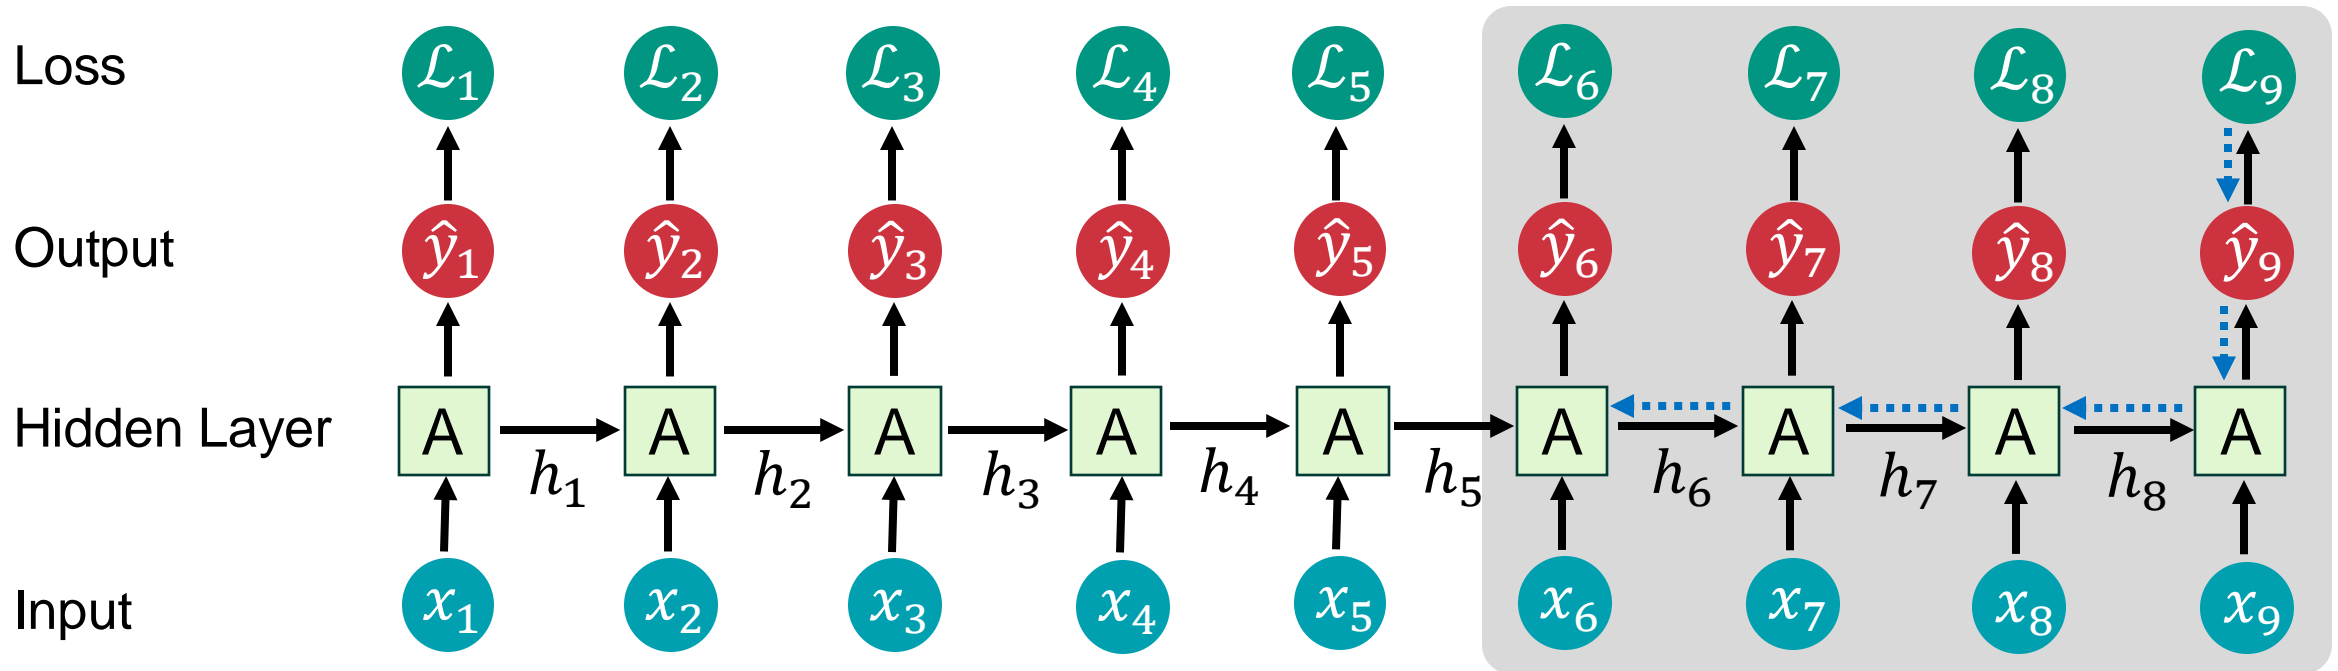 Loss ℒ₁ ℒ₂ ℒ₃ ℒ₄ ℒ₅ ℒ₆ ℒ₇ ℒ₈ ℒ₉
Output ŷ₁ ŷ₂ ŷ₃ ŷ₄ ŷ₅ ŷ₆ ŷ₇ ŷ₈ ŷ₉
Hidden Layer A A A A A A A A A
h₁ h₂ h₃ h₄ h₅ h₆ h₇ h₈
Input x₁ x₂ x₃ x₄ x₅ x₆ x₇ x₈ x₉